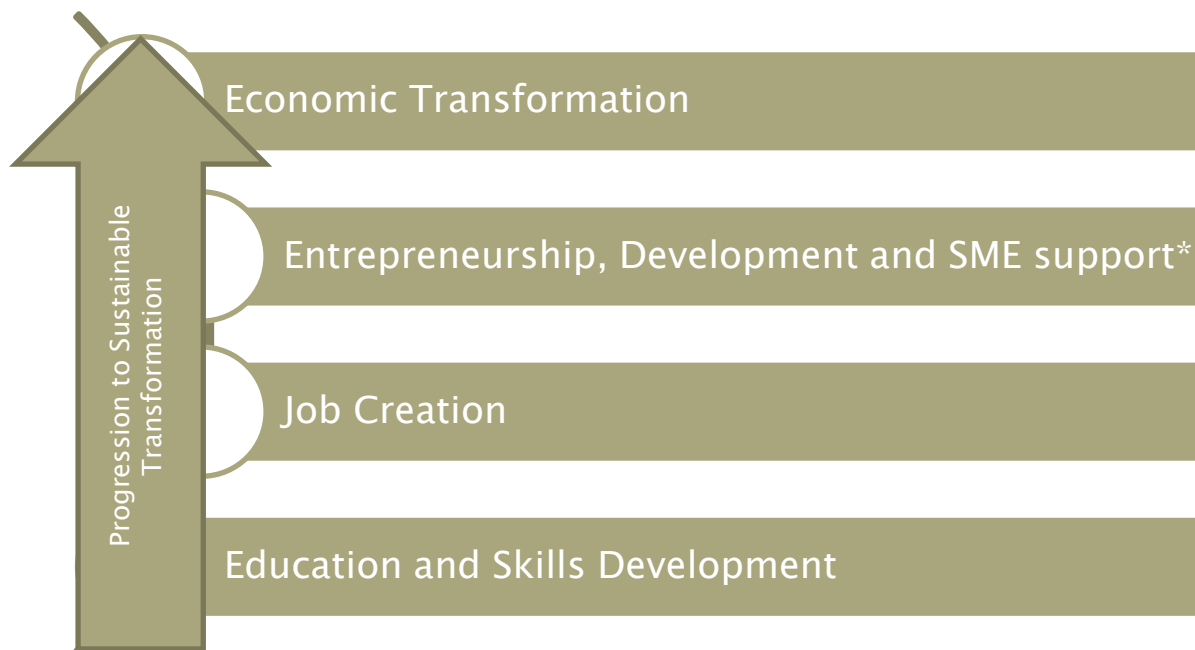 Economic Transformation
Entrepreneurship, Development and SME support*
Job Creation
Education and Skills Development
Progression to Sustainable
Transformation